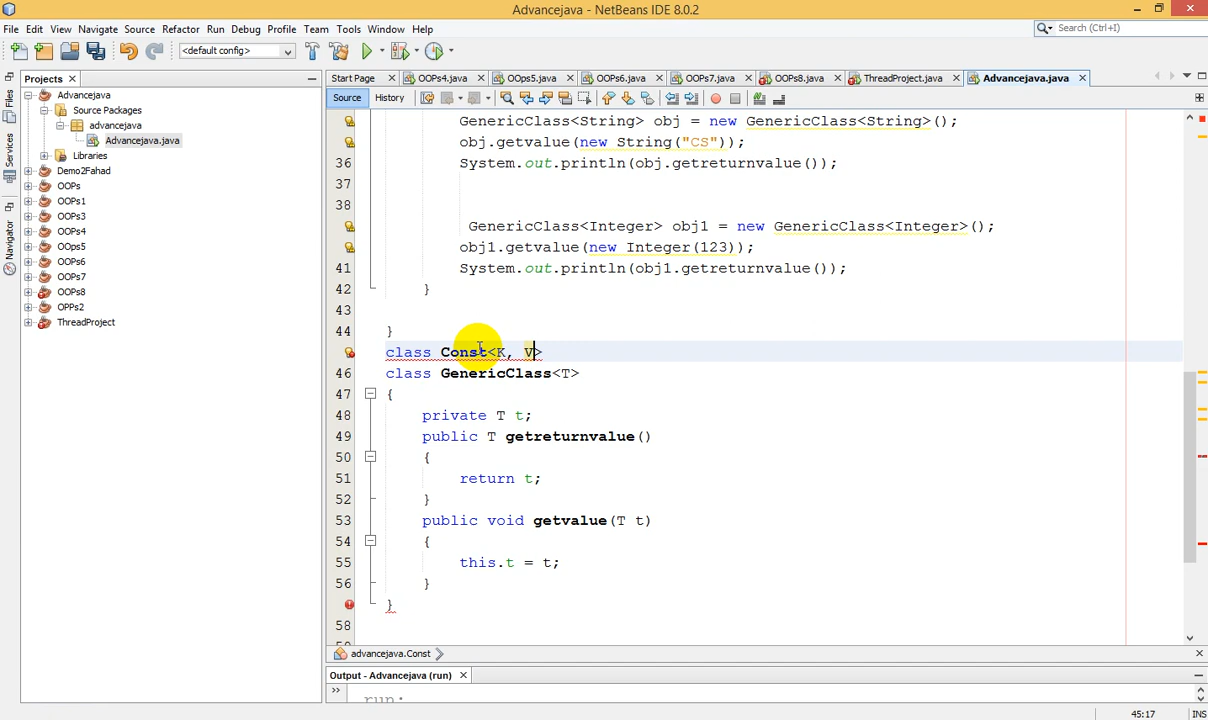 Advancejava - NetBeans IDE 8.0.2
File Edit View Navigate Source Refactor Run Debug Profile Team Tools Window Help
Search (Ctrl+I)
<default config>
Projects
Start Page OOPs4.java OOps5.java OOPs6.java OOPs7.java OOPs8.java ThreadProject.java Advancejava.java
Source History
Files
Services
Navigator
Advancejava
Source Packages
advancejava
Advancejava.java
Libraries
Demo2Fahad
OOPs
OOPs1
OOPs3
OOPs4
OOps5
OOPs6
OOPs7
OOPs8
OPPs2
ThreadProject
GenericClass<String> obj = new GenericClass<String>();
obj.getvalue(new String("CS"));
36 System.out.println(obj.getreturnvalue());
37
38
GenericClass<Integer> obj1 = new GenericClass<Integer>();
obj1.getvalue(new Integer(123));
41 System.out.println(obj1.getreturnvalue());
42 }
43
44 }
class Const<K, V>
46 class GenericClass<T>
47 {
48 private T t;
49 public T getreturnvalue()
50 {
51 return t;
52 }
53 public void getvalue(T t)
54 {
55 this.t = t;
56 }
}
58
advancejava.Const
Output - Advancejava (run)
run:
45:17 INS